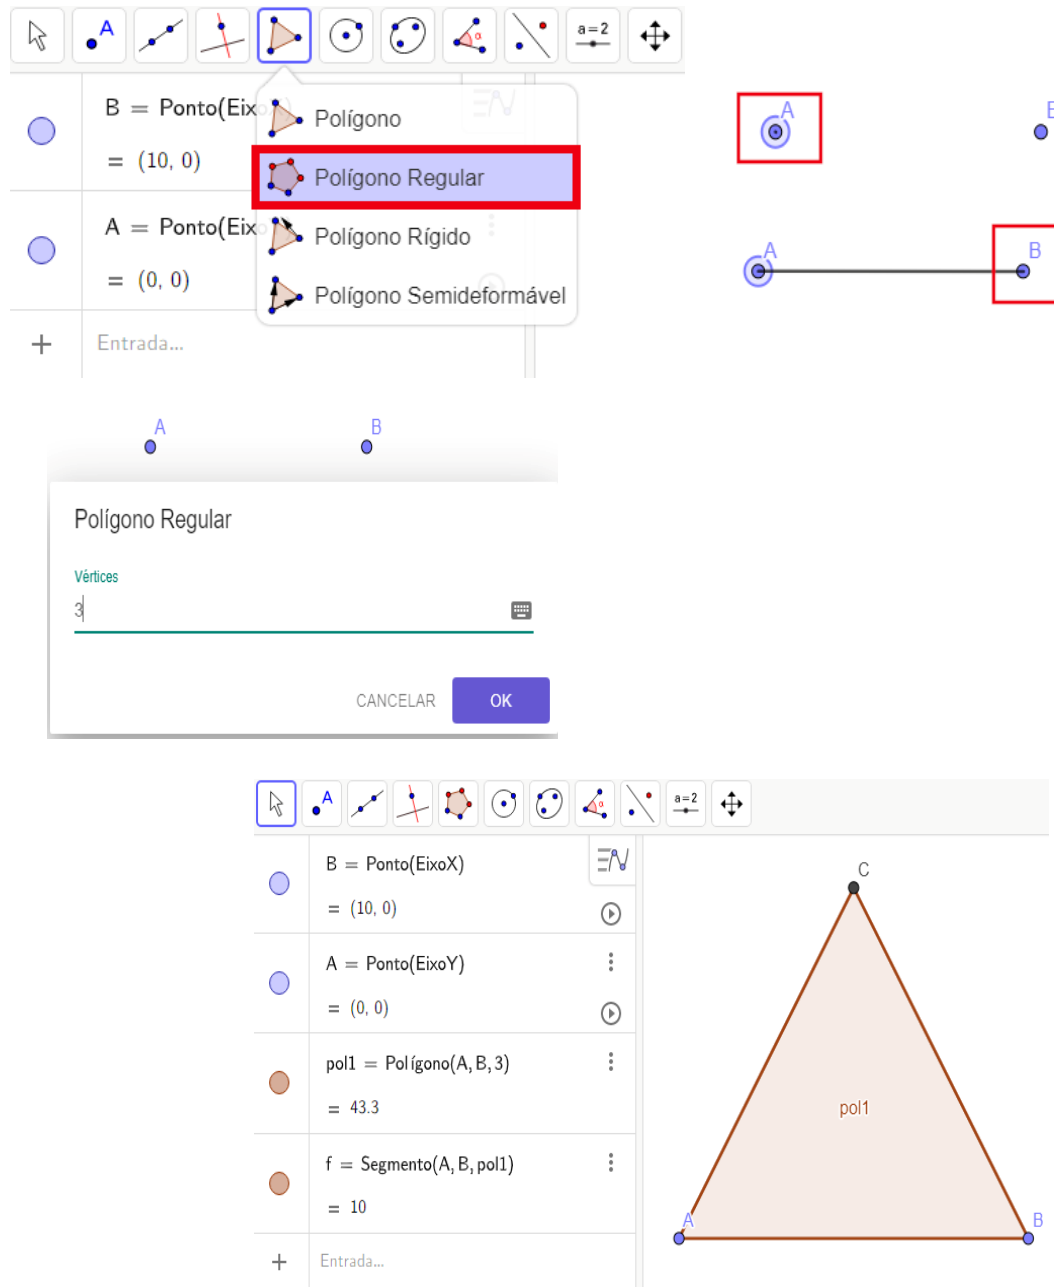 A
α
a=2
B = Ponto(Eixo
= (10, 0)
A = Ponto(Eixo
= (0, 0)
Entrada...
Polígono
Polígono Regular
Polígono Rígido
Polígono Semideformável
A
A
B
A
B
Polígono Regular
Vértices
3
CANCELAR
OK
A
a=2
B = Ponto(EixoX)
= (10, 0)
A = Ponto(EixoY)
= (0, 0)
pol1 = Polígono(A, B, 3)
= 43.3
f = Segmento(A, B, pol1)
= 10
Entrada...
C
pol1
A
B